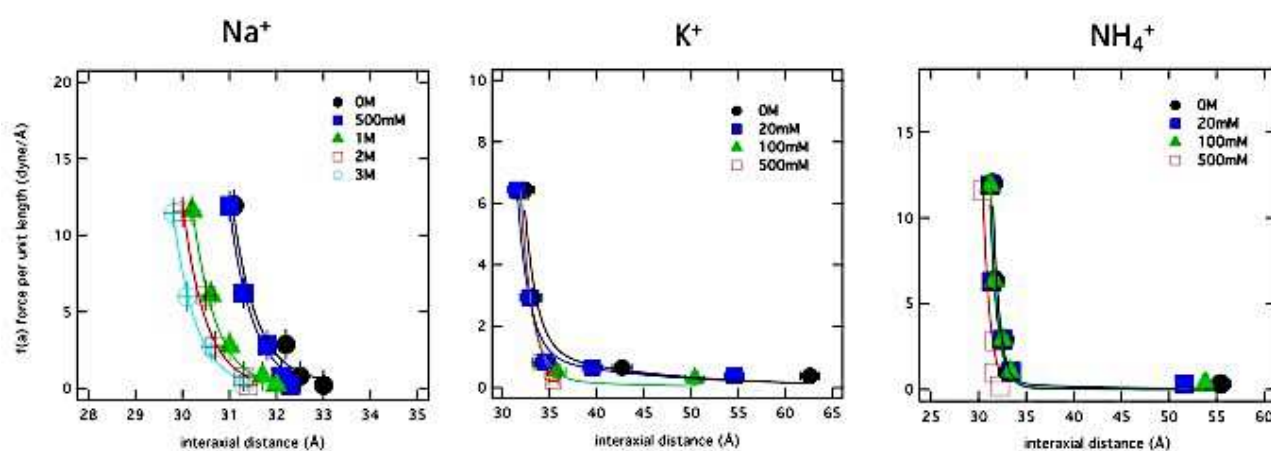 Na⁺
K⁺
NH₄⁺
f(a) force per unit length (dyne/Å)
20
15
10
5
0
0M
500mM
1M
2M
3M
28
29
30
31
32
33
34
35
interaxial distance (Å)
10
8
6
4
2
0
0M
20mM
100mM
500mM
30
35
40
45
50
55
60
65
interaxial distance (Å)
15
10
5
0
0M
20mM
100mM
500mM
25
30
35
40
45
50
55
60
interaxial distance (Å)